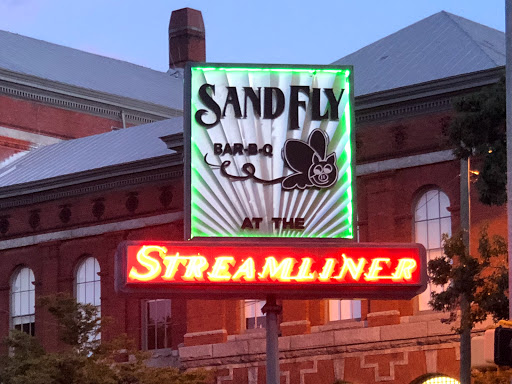 SAND FLY
BAR-B-Q
AT THE
STREAMLINER